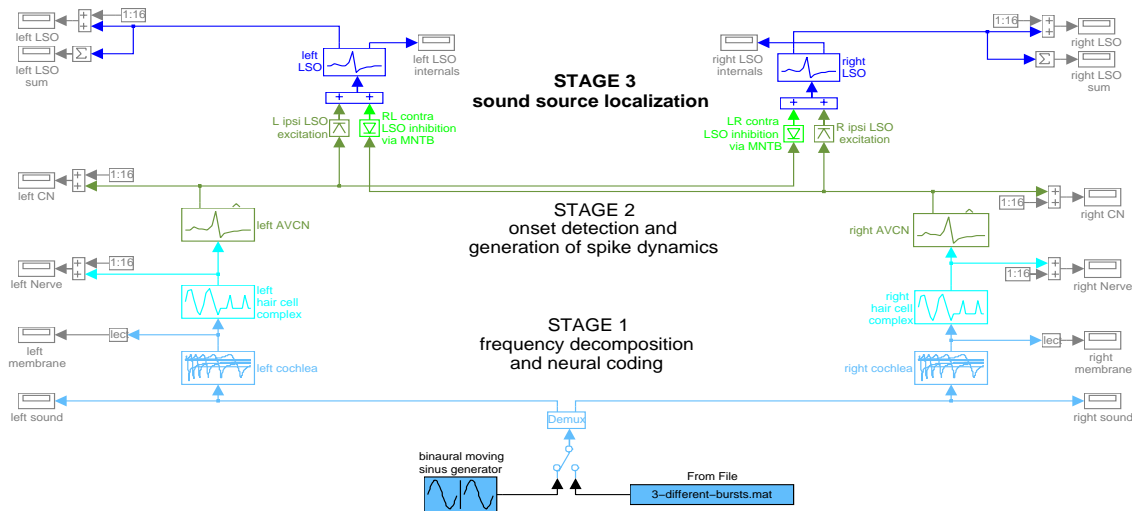 1:16
+
+
left LSO
Σ
left LSO
sum
left
LSO
left LSO
internals
right LSO
internals
right
LSO
1:16
+
+
right LSO
Σ
right LSO
sum
STAGE 3
sound source localization
+ +
+ +
L ipsi LSO
excitation
RL contra
LSO inhibition
via MNTB
LR contra
LSO inhibition
via MNTB
R ipsi LSO
excitation
1:16
+
+
left CN
+
+
1:16
right CN
left AVCN
STAGE 2
onset detection and
generation of spike dynamics
right AVCN
1:16
+
+
left Nerve
+
+
1:16
right Nerve
left
hair cell
complex
right
hair cell
complex
STAGE 1
frequency decomposition
and neural coding
lect
left
membrane
lect
right
membrane
left cochlea
right cochlea
left sound
right sound
Demux
binaural moving
sinus generator
From File
3-different-bursts.mat